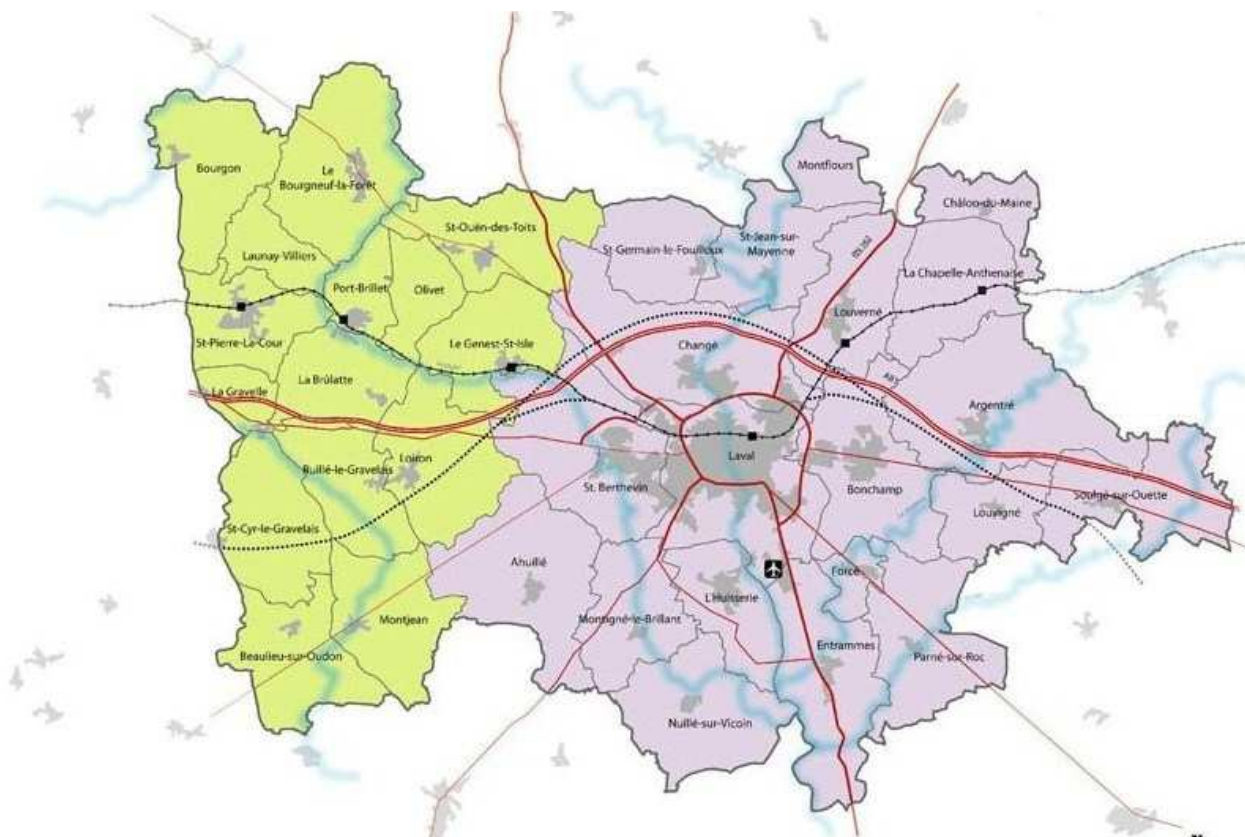 Montflours
Bourgon
Le
Bourgneuf-la-Forêt
Châlon-du-Maine
St-Ouën-des-Toits
St-Germain-le-Fouilloux
St-Jean-sur-
Mayenne
Launay-Villiers
La Chapelle-Anthenaise
Port-Brillet
Olivet
Louverné
St-Pierre-La-Cour
Le Genest-St-Isle
Changé
La Brûlatte
La Gravelle
Argentré
Ruillé-le-Gravelais
Loiron
Laval
St. Berthevin
Bonchamp
Soulgé-sur-Ouette
Louvigné
St-Cyr-le-Gravelais
Ahuillé
Forcé
L'Huisserie
Montjean
Montigné-le-Brillant
Entrammes
Beaulieu-sur-Oudon
Parné-sur-Roc
Nuillé-sur-Vicoin